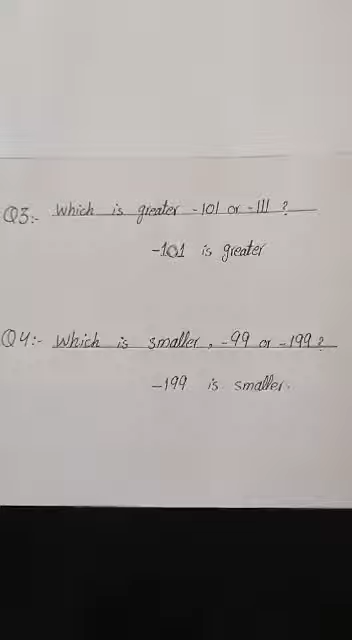 Q3:- Which is greater -101 or -111 ?
-101 is greater
Q4:- Which is smaller, -99 or -199 ?
-199 is smaller.